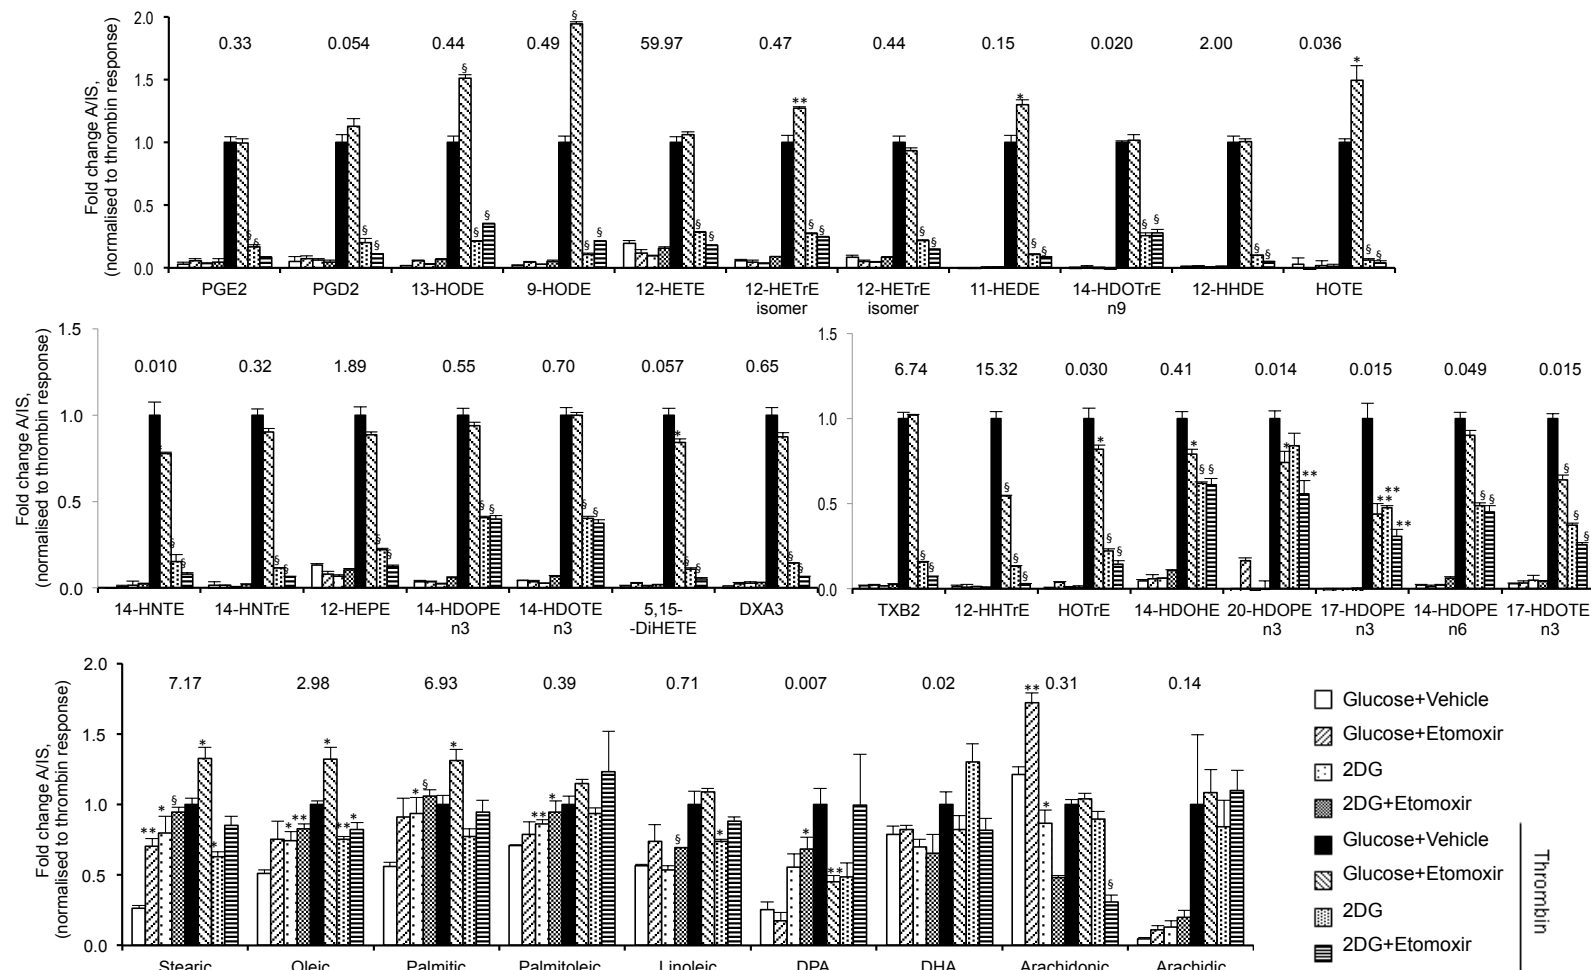 Fold change A/IS,
(normalised to thrombin response)
2.0
1.5
1.0
0.5
0.0
0.33 0.054 0.44 0.49 59.97 0.47 0.44 0.15 0.020 2.00 0.036
§ § ** * *
§ § § § § § § § § § § § § § § § § § § § § §
PGE2 PGD2 13-HODE 9-HODE 12-HETE 12-HETrE isomer 12-HETrE isomer 11-HEDE 14-HDOTrE n9 12-HHDE HOTE
Fold change A/IS,
(normalised to thrombin response)
1.5
1.0
0.5
0.0
0.010 0.32 1.89 0.55 0.70 0.057 0.65
*
§ § § § § § § § § § § § § §
14-HNTE 14-HNTrE 12-HEPE 14-HDOPE n3 14-HDOTE n3 5,15- -DiHETE DXA3
1.5
1.0
0.5
0.0
6.74 15.32 0.030 0.41 0.014 0.015 0.049 0.015
§ § § § § * § § * § § * ** ** ** ** § § § § §
TXB2 12-HHTrE HOTrE 14-HDOHE 20-HDOPE n3 17-HDOPE n3 14-HDOPE n6 17-HDOTE n3
Fold change A/IS,
(normalised to thrombin response)
2.0
1.5
1.0
0.5
0.0
7.17 2.98 6.93 0.39 0.71 0.007 0.02 0.31 0.14
** * § * * * ** * ** * * § * ** * § * * ** ** * §
Stearic Oleic Palmitic Palmitoleic Linoleic DPA DHA Arachidonic Arachidic
Glucose+Vehicle
Glucose+Etomoxir
2DG
2DG+Etomoxir
Glucose+Vehicle
Glucose+Etomoxir
2DG
2DG+Etomoxir
Thrombin